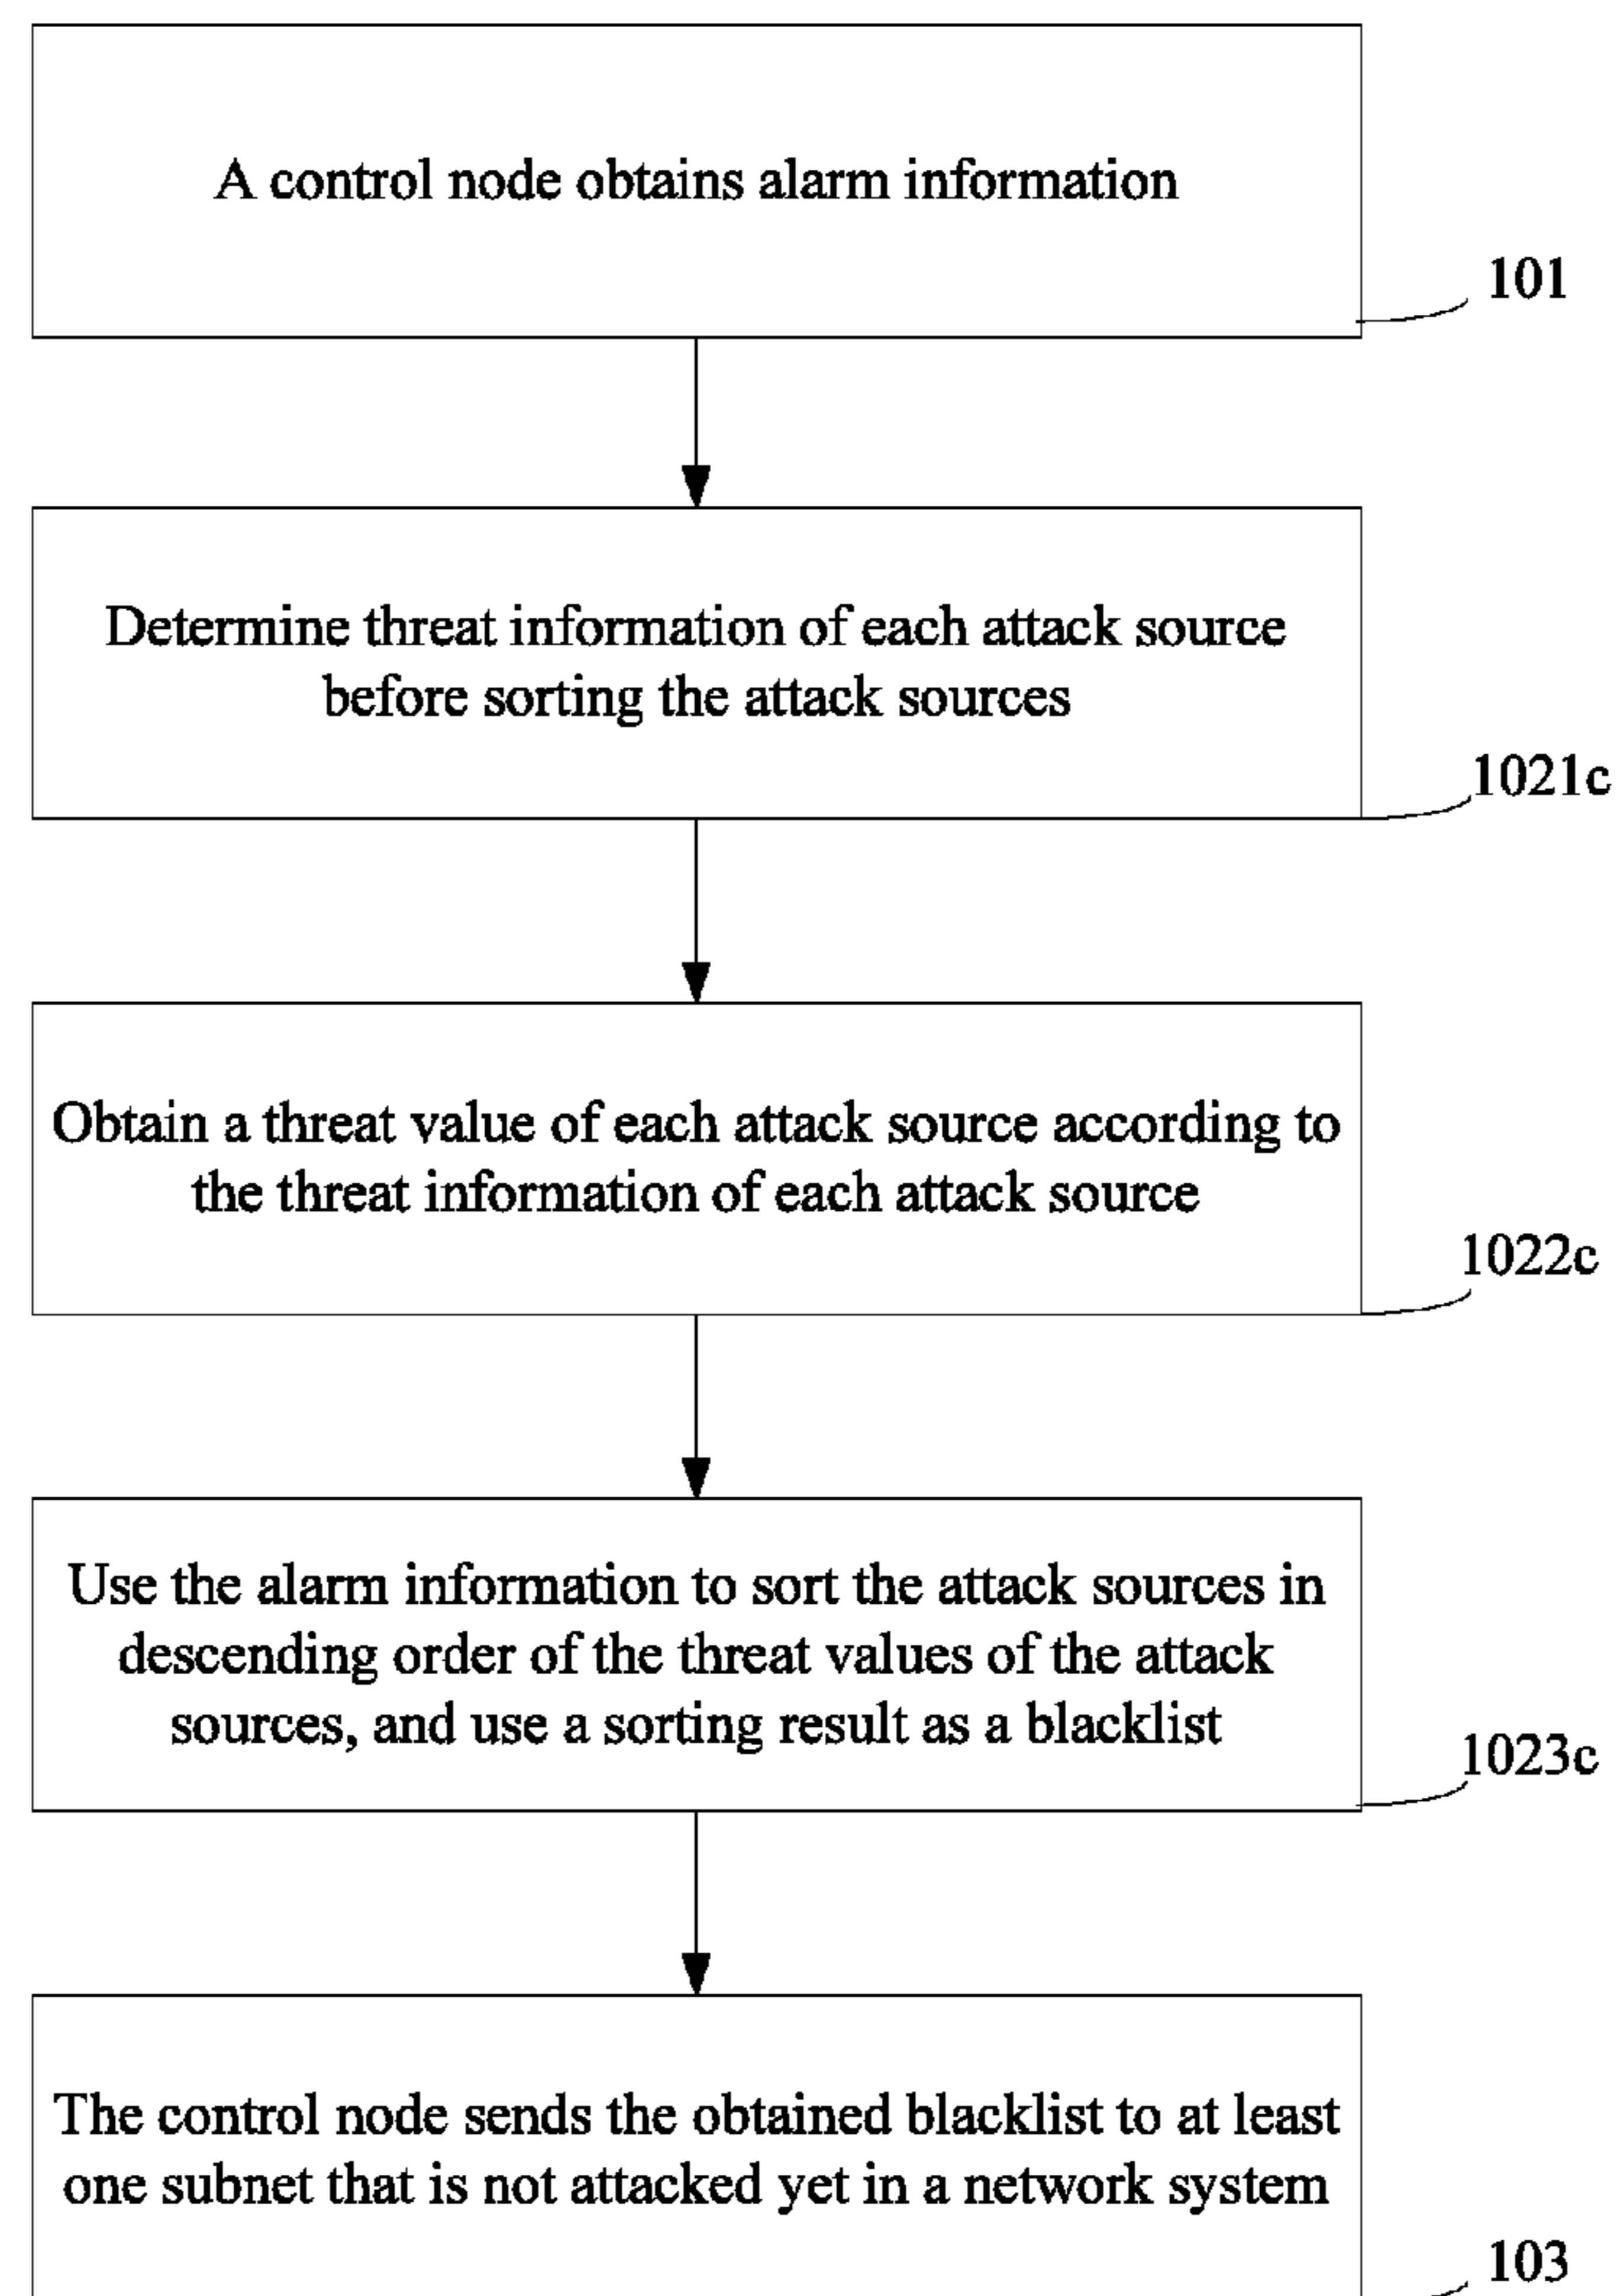 A control node obtains alarm information
101
Determine threat information of each attack source
before sorting the attack sources
1021c
Obtain a threat value of each attack source according to
the threat information of each attack source
1022c
Use the alarm information to sort the attack sources in
descending order of the threat values of the attack
sources, and use a sorting result as a blacklist
1023c
The control node sends the obtained blacklist to at least
one subnet that is not attacked yet in a network system
103